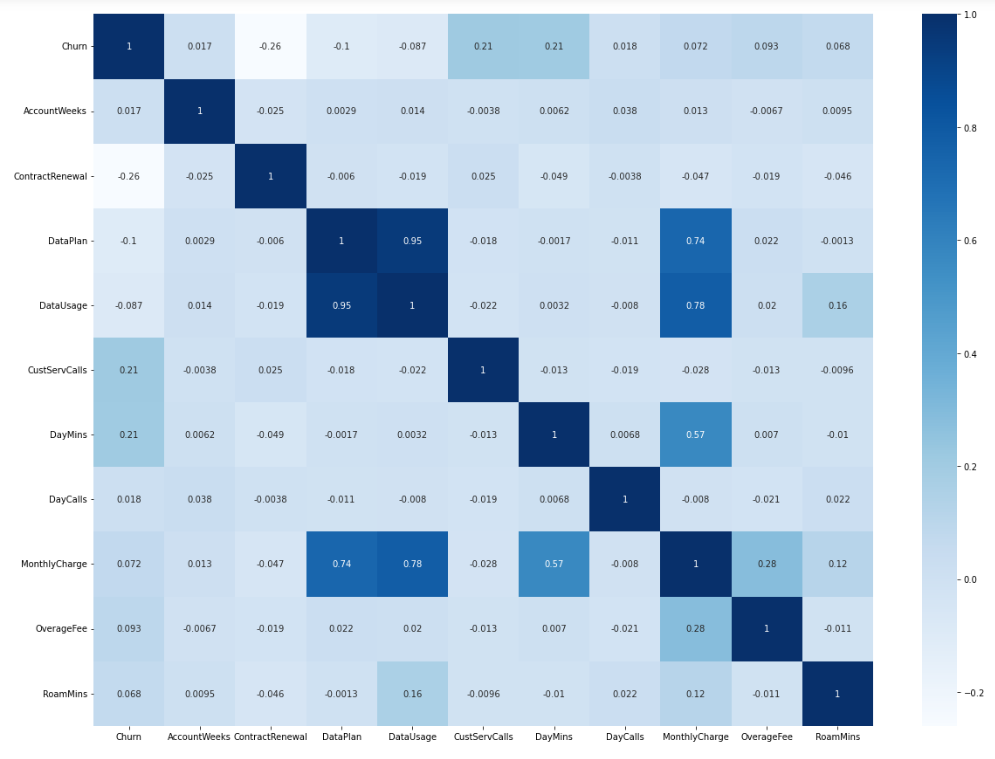 1.0
Churn 1 0.017 -0.26 -0.1 -0.087 0.21 0.21 0.018 0.072 0.093 0.068
AccountWeeks 0.017 1 -0.025 0.0029 0.014 -0.0038 0.0062 0.038 0.013 -0.0067 0.0095
0.8
ContractRenewal -0.26 -0.025 1 -0.006 -0.019 0.025 -0.049 -0.0038 -0.047 -0.019 -0.046
DataPlan -0.1 0.0029 -0.006 1 0.95 -0.018 -0.0017 -0.011 0.74 0.022 -0.0013
0.6
DataUsage -0.087 0.014 -0.019 0.95 1 -0.022 0.0032 -0.008 0.78 0.02 0.16
0.4
CustServCalls 0.21 -0.0038 0.025 -0.018 -0.022 1 -0.013 -0.019 -0.028 -0.013 -0.0096
DayMins 0.21 0.0062 -0.049 -0.0017 0.0032 -0.013 1 0.0068 0.57 0.007 -0.01
0.2
DayCalls 0.018 0.038 -0.0038 -0.011 -0.008 -0.019 0.0068 1 -0.008 -0.021 0.022
MonthlyCharge 0.072 0.013 -0.047 0.74 0.78 -0.028 0.57 -0.008 1 0.28 0.12
0.0
OverageFee 0.093 -0.0067 -0.019 0.022 0.02 -0.013 0.007 -0.021 0.28 1 -0.011
RoamMins 0.068 0.0095 -0.046 -0.0013 0.16 -0.0096 -0.01 0.022 0.12 -0.011 1
−0.2
Churn AccountWeeks ContractRenewal DataPlan DataUsage CustServCalls DayMins DayCalls MonthlyCharge OverageFee RoamMins